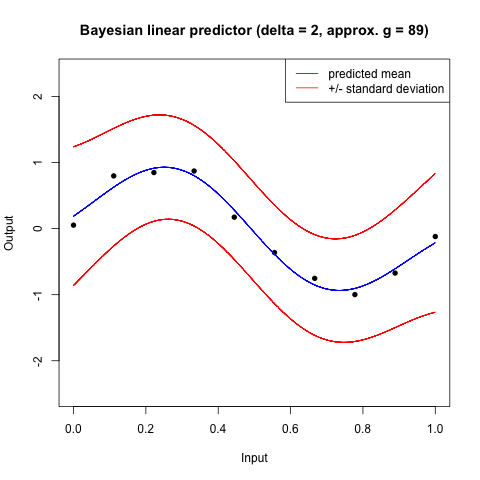 Bayesian linear predictor (delta = 2, approx. g = 89)
predicted mean
+/- standard deviation
Output
2
1
0
-1
-2
0.0 0.2 0.4 0.6 0.8 1.0
Input